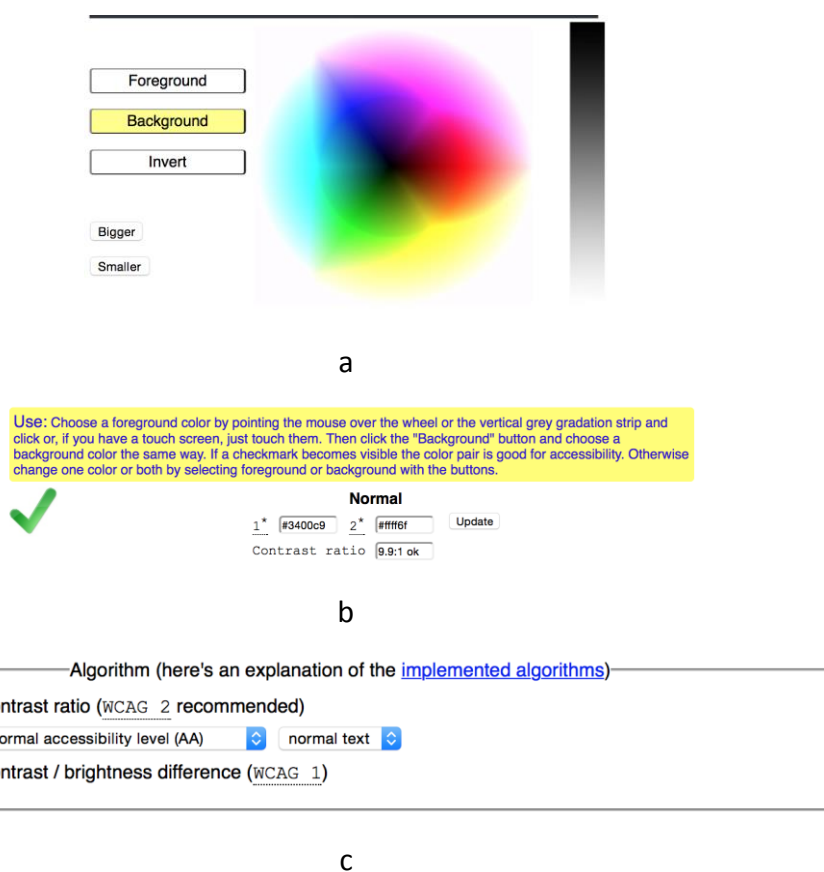 Foreground
Background
Invert
Bigger
Smaller
a
Use: Choose a foreground color by pointing the mouse over the wheel or the vertical grey gradation strip and
click or, if you have a touch screen, just touch them. Then click the "Background" button and choose a
background color the same way. If a checkmark becomes visible the color pair is good for accessibility. Otherwise
change one color or both by selecting foreground or background with the buttons.
Normal
1* #3400c9 2* #ffff6f Update
Contrast ratio 9.9:1 ok
b
Algorithm (here's an explanation of the implemented algorithms)
ntrast ratio (WCAG 2 recommended)
ormal accessibility level (AA) normal text
ntrast / brightness difference (WCAG 1)
c